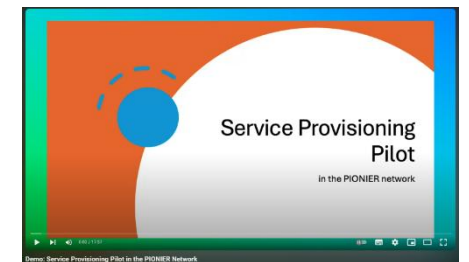 Service Provisioning
Pilot
in the PIONIER network
Demo: Service Provisioning Pilot in the PIONIER Network